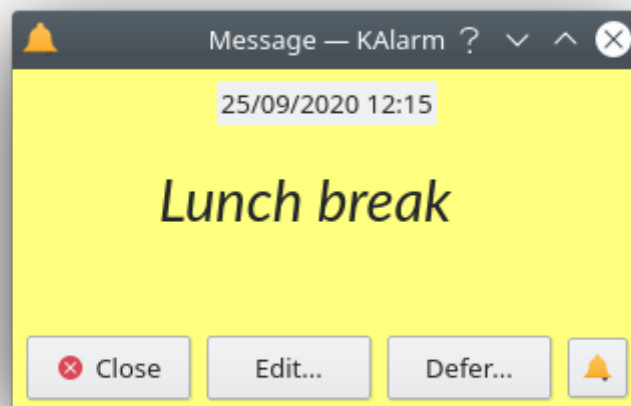 Message — KAlarm ?
25/09/2020 12:15
Lunch break
Close Edit... Defer...